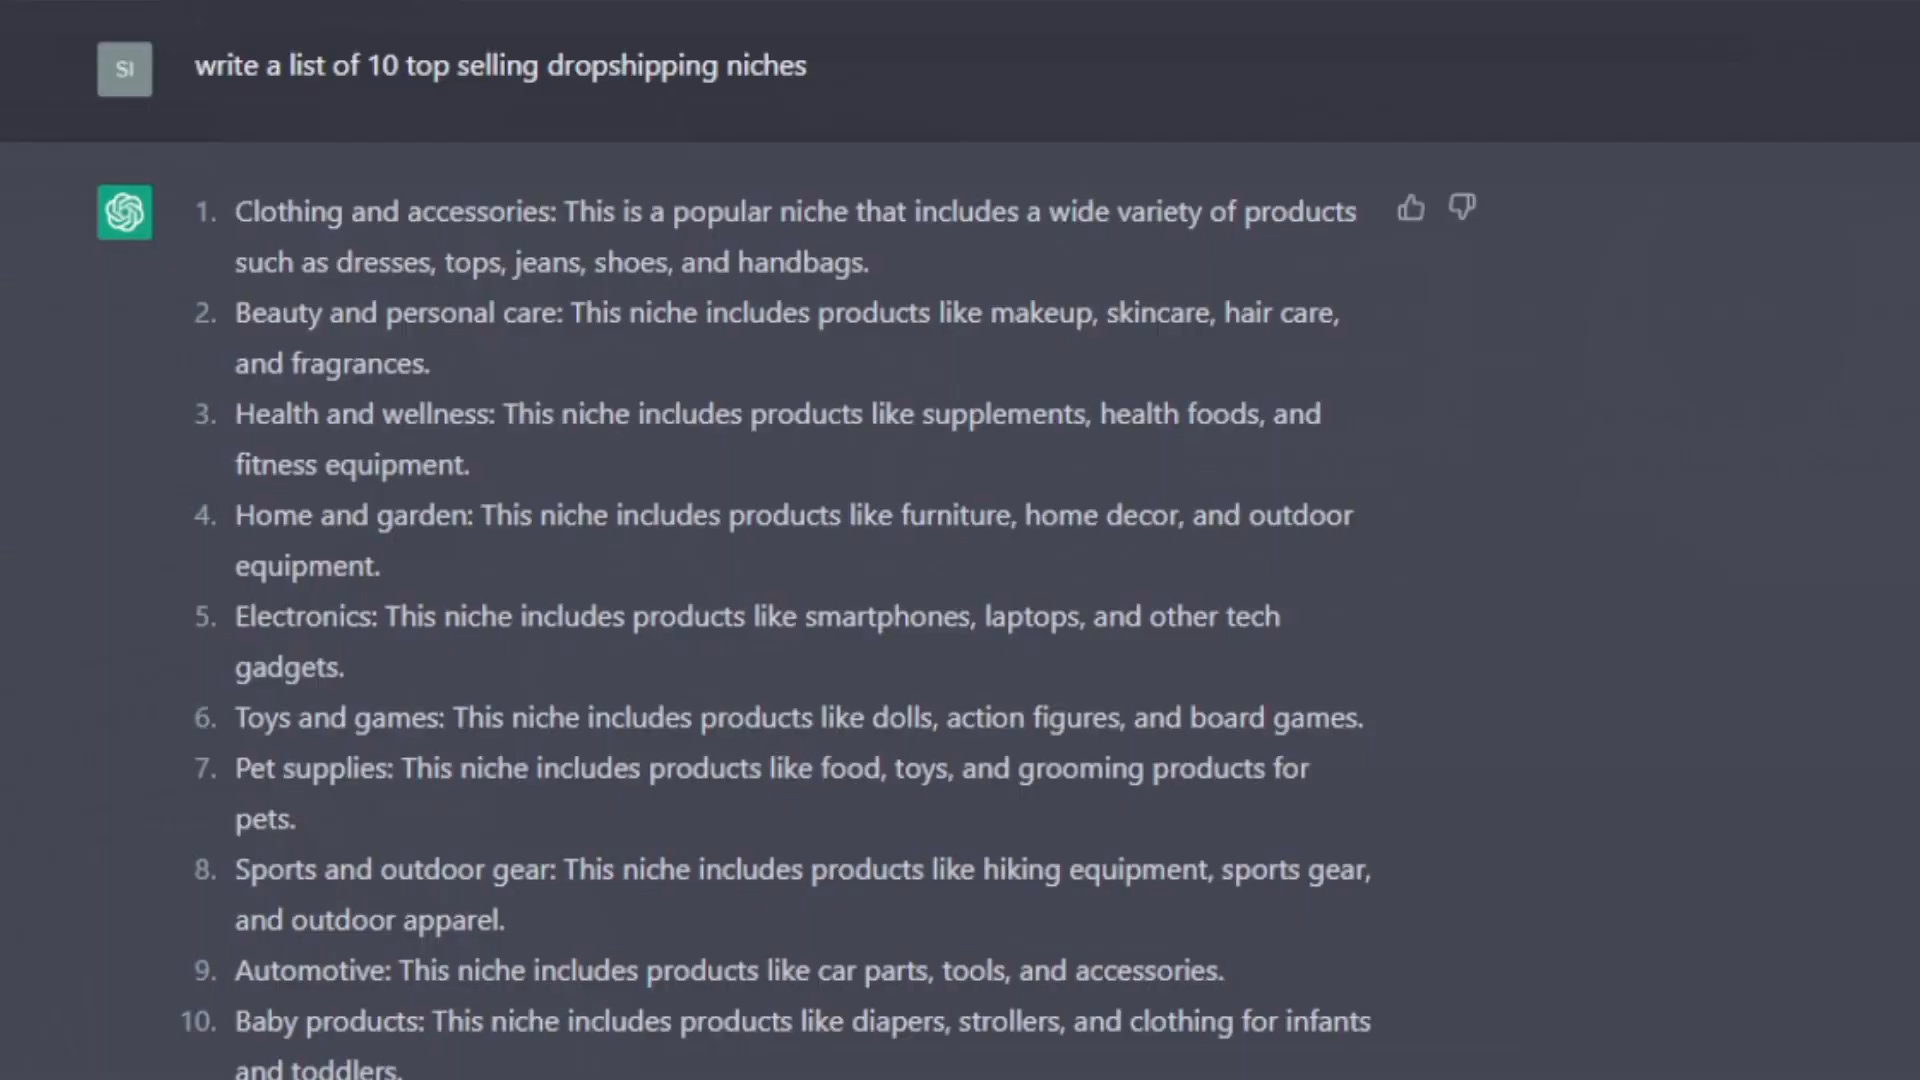 SI
write a list of 10 top selling dropshipping niches
1. Clothing and accessories: This is a popular niche that includes a wide variety of products
such as dresses, tops, jeans, shoes, and handbags.
2. Beauty and personal care: This niche includes products like makeup, skincare, hair care,
and fragrances.
3. Health and wellness: This niche includes products like supplements, health foods, and
fitness equipment.
4. Home and garden: This niche includes products like furniture, home decor, and outdoor
equipment.
5. Electronics: This niche includes products like smartphones, laptops, and other tech
gadgets.
6. Toys and games: This niche includes products like dolls, action figures, and board games.
7. Pet supplies: This niche includes products like food, toys, and grooming products for
pets.
8. Sports and outdoor gear: This niche includes products like hiking equipment, sports gear,
and outdoor apparel.
9. Automotive: This niche includes products like car parts, tools, and accessories.
10. Baby products: This niche includes products like diapers, strollers, and clothing for infants
and toddlers.